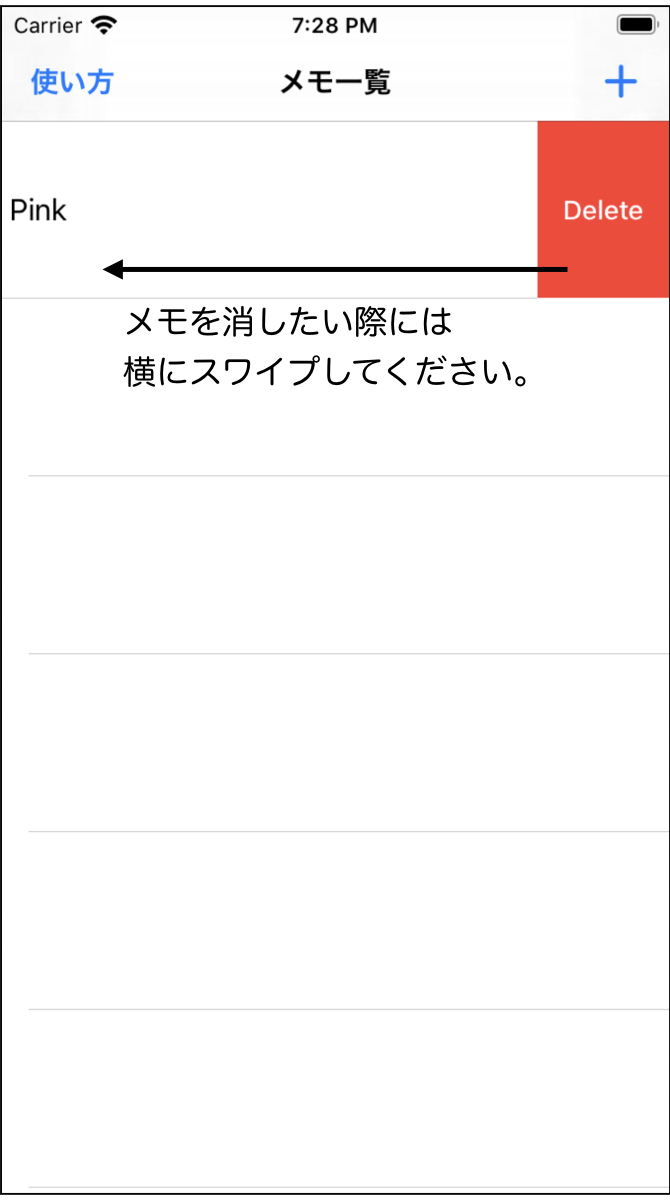 Carrier 7:28 PM
使い方 メモ一覧 +
Pink Delete
メモを消したい際には
横にスワイプしてください。